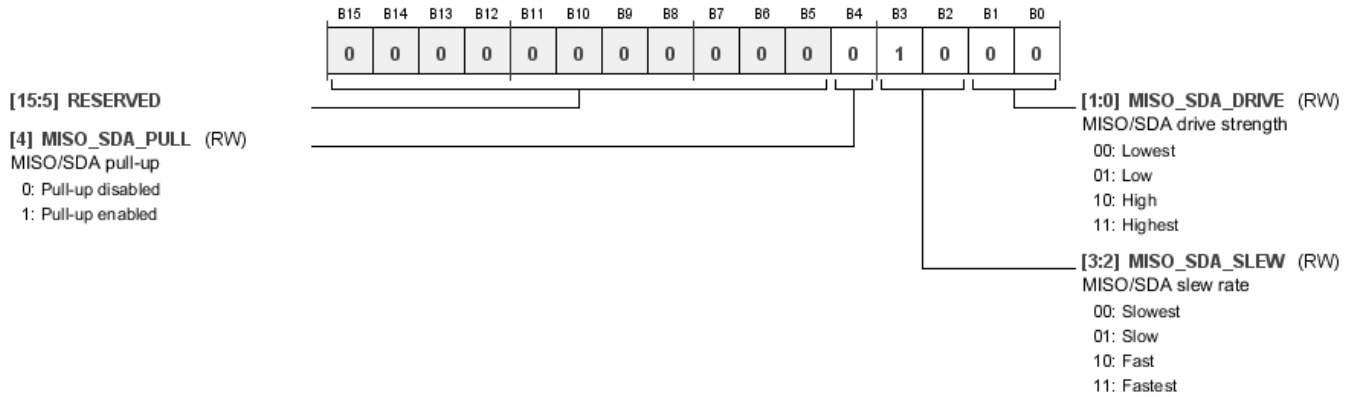 B15 B14 B13 B12 B11 B10 B9 B8 B7 B6 B5 B4 B3 B2 B1 B0
0 0 0 0 0 0 0 0 0 0 0 0 1 0 0 0
[15:5] RESERVED
[4] MISO_SDA_PULL (RW)
MISO/SDA pull-up
0: Pull-up disabled
1: Pull-up enabled
[1:0] MISO_SDA_DRIVE (RW)
MISO/SDA drive strength
00: Lowest
01: Low
10: High
11: Highest
[3:2] MISO_SDA_SLEW (RW)
MISO/SDA slew rate
00: Slowest
01: Slow
10: Fast
11: Fastest